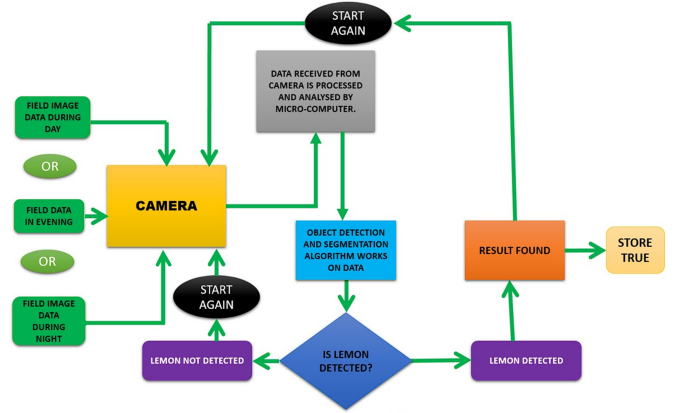 START
AGAIN
DATA RECEIVED FROM
CAMERA IS PROCESSED
AND ANALYSED BY
MICRO-COMPUTER.
FIELD IMAGE
DATA DURING
DAY
OR
CAMERA
FIELD DATA
IN EVENING
OR
FIELD IMAGE
DATA
DURING
NIGHT
OBJECT DETECTION
AND SEGMENTATION
ALGORITHM WORKS
ON DATA
RESULT FOUND
STORE
TRUE
START
AGAIN
LEMON NOT DETECTED
IS LEMON
DETECTED?
LEMON DETECTED